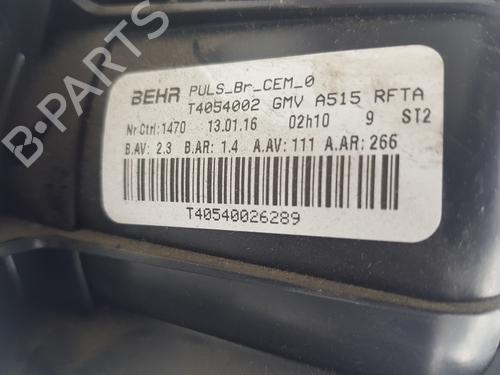 B-PARTS
BEHR PULS_Br_CEM_0
T4054002 GMV A515 RFTA
Nr Ctrl:1470 13.01.16 02h10 9 ST2
B.AV: 2.3 B.AR: 1.4 A.AV: 111 A.AR: 266
T40540026289